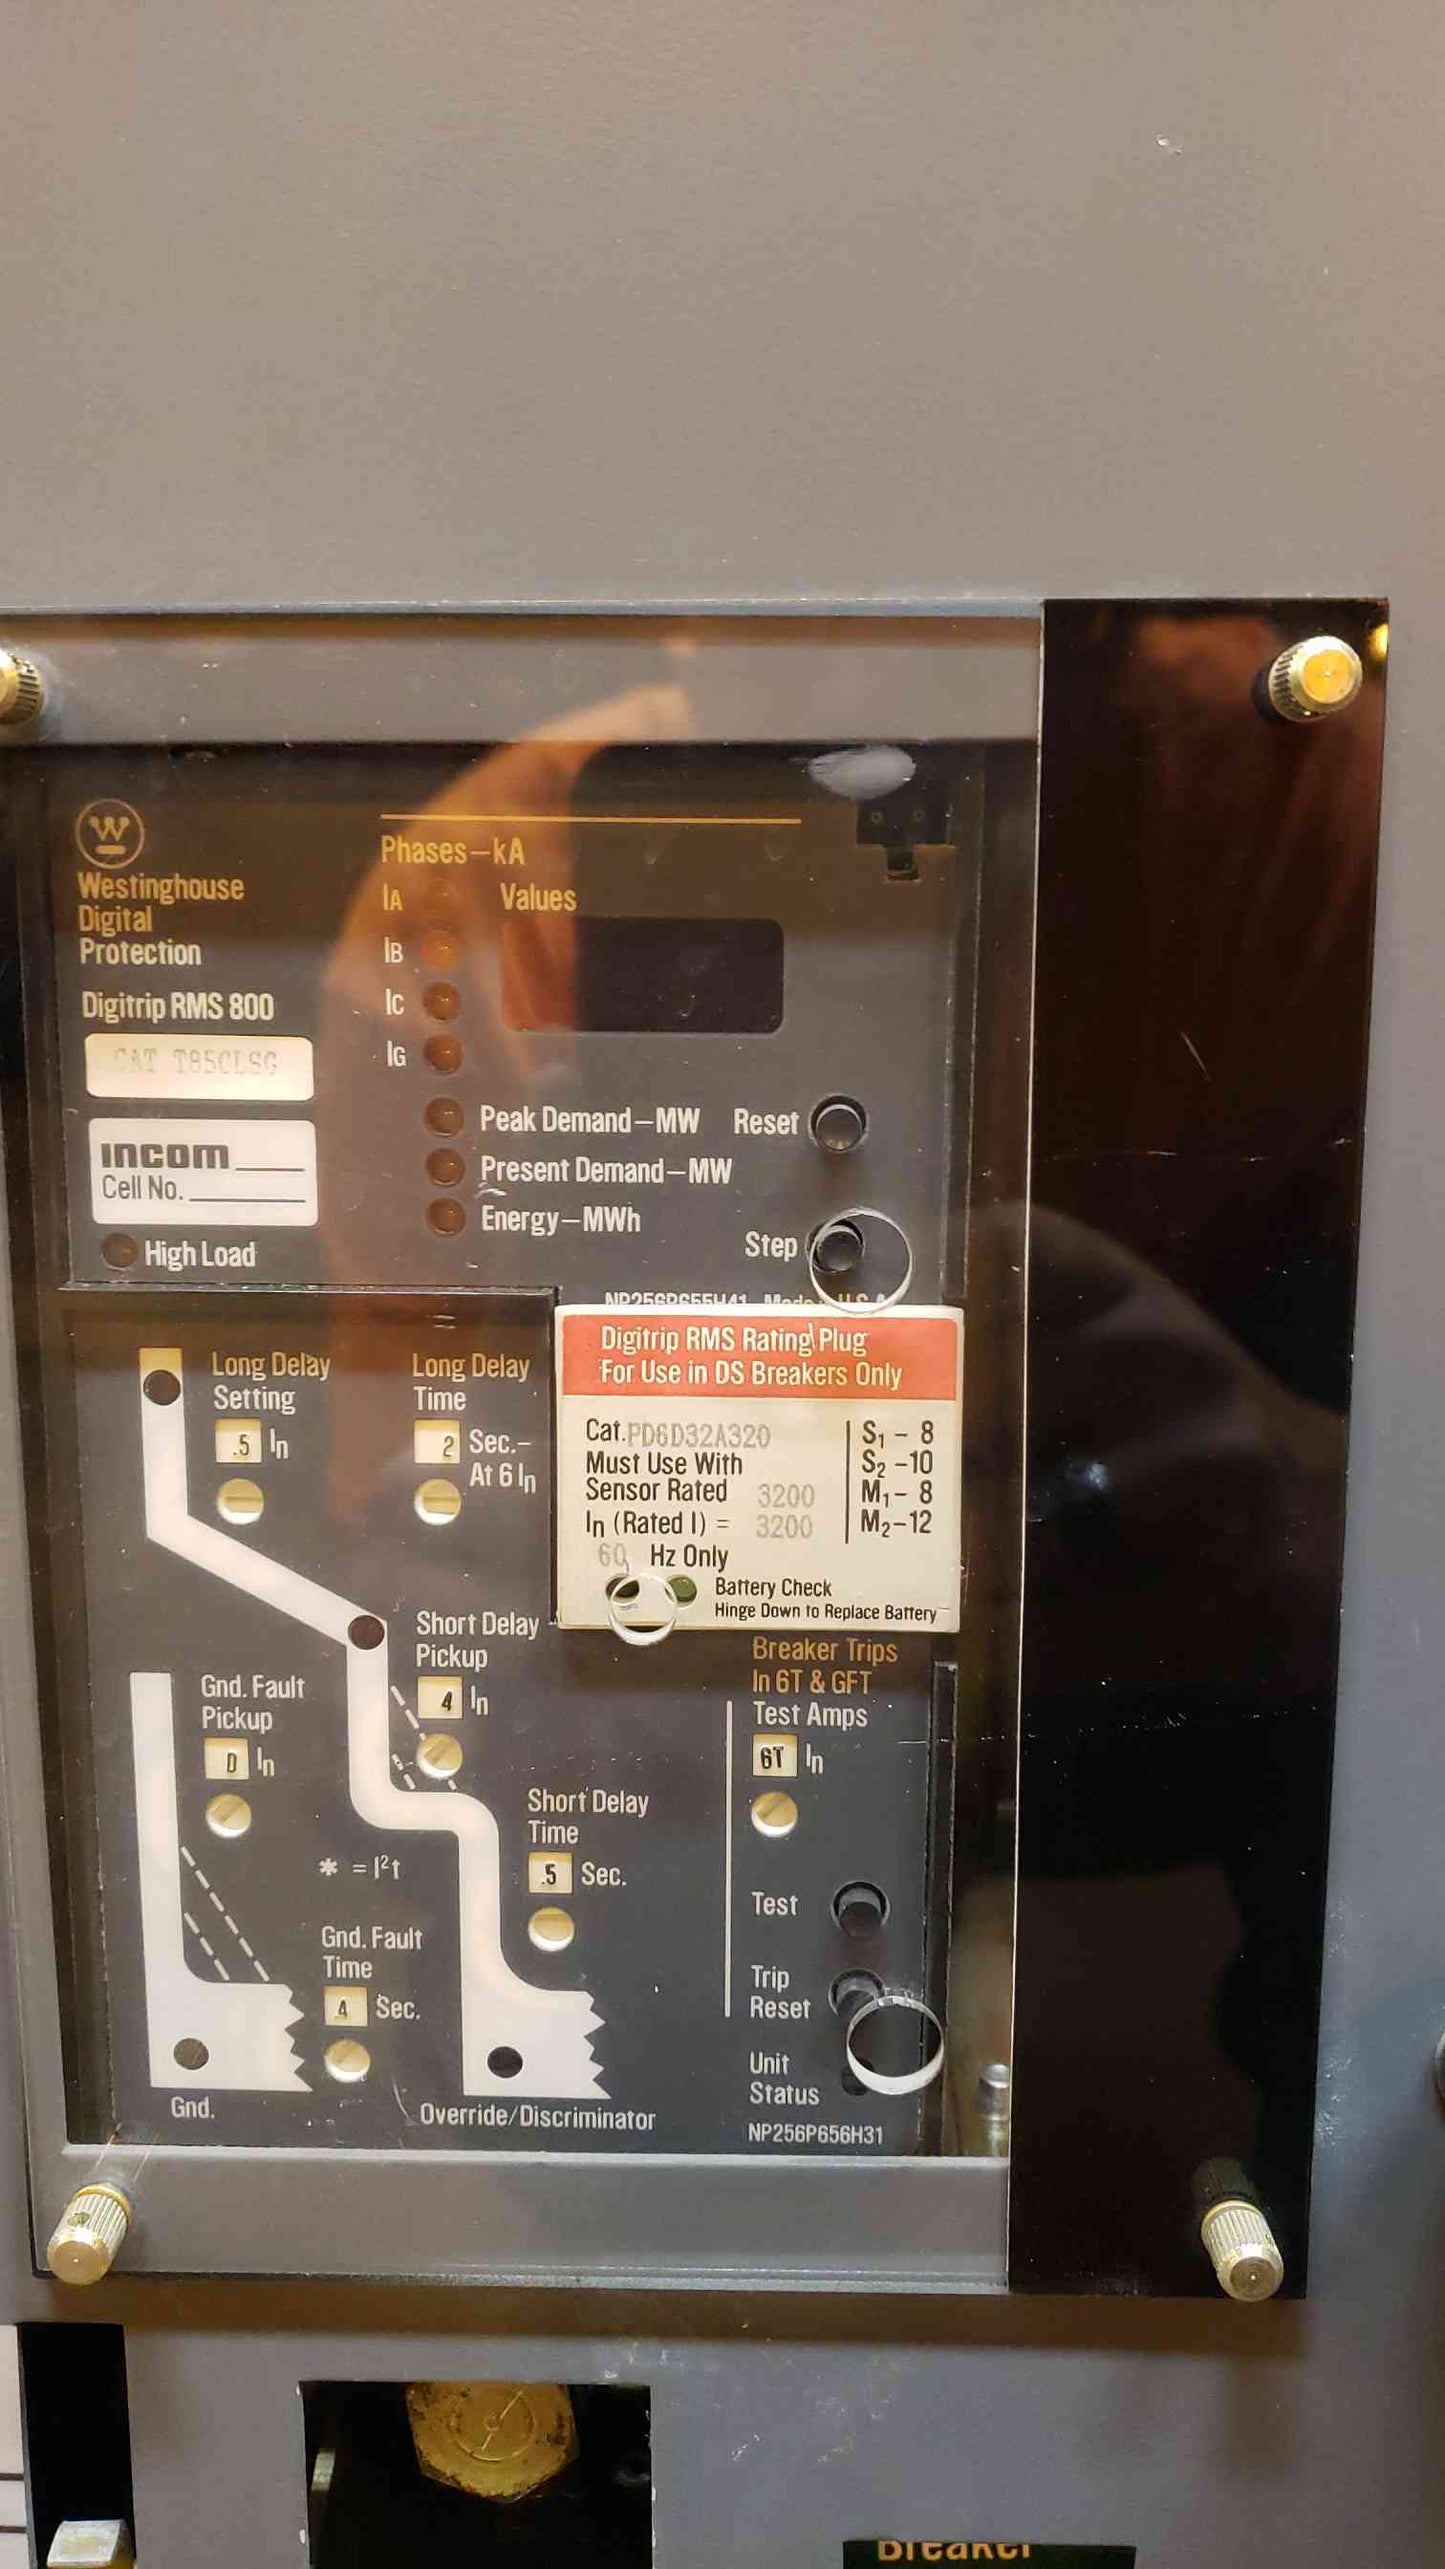 W
Westinghouse
Digital
Protection
Digitrip RMS 800
CAT T85CLSG
INCOM
Cell No.
High Load
Phases–kA
IA
Values
IB
IC
IG
Peak Demand–MW
Reset
Present Demand–MW
Energy–MWh
Step
NP256P655H41 Made U.S.A
Digitrip RMS Rating Plug
For Use in DS Breakers Only
Cat. PD6D32A320
Must Use With
Sensor Rated 3200
In (Rated I) = 3200
60 Hz Only
S1 - 8
S2 -10
M1 - 8
M2-12
Battery Check
Hinge Down to Replace Battery
Long Delay
Setting
.5 In
Long Delay
Time
2 Sec.–
At 6 In
Short Delay
Pickup
4 In
Gnd. Fault
Pickup
D In
Short Delay
Time
.5 Sec.
* = I²t
Gnd. Fault
Time
.4 Sec.
Gnd.
Override/Discriminator
Breaker Trips
In 6T & GFT
Test Amps
6T In
Test
Trip
Reset
Unit
Status
NP256P656H31
Breaker